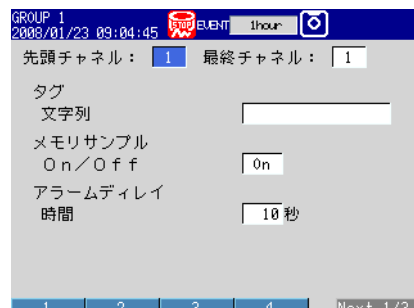 GROUP 1
2008/01/23 09:04:45 STOP EVENT 1hour
先頭チャネル： 1 最終チャネル： 1
タグ
文字列
メモリサンプル
On／Off On
アラームディレイ
時間 10秒
1 2 3 4 Next 1/3